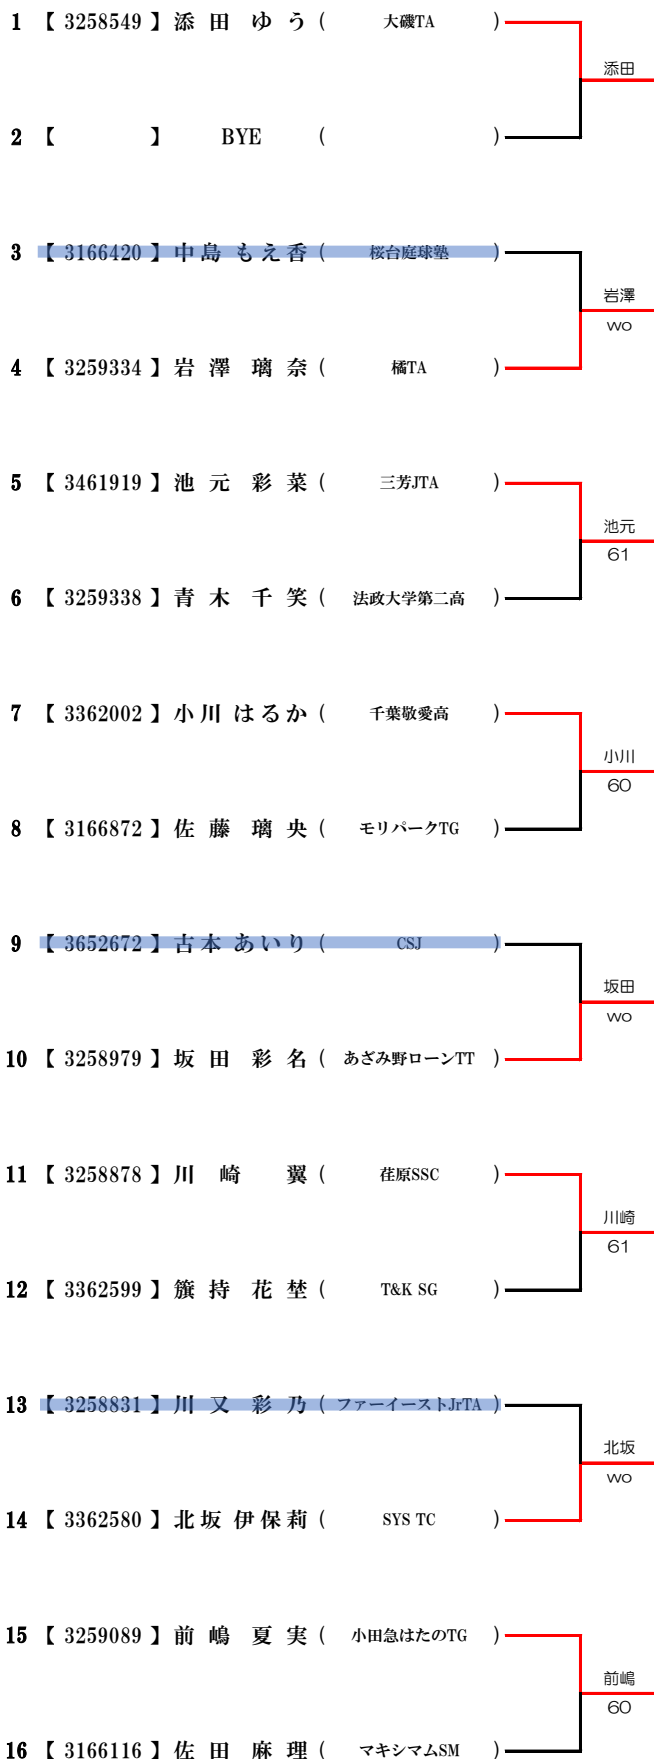 1 【 3258549 】 添 田 ゆ う ( 大磯TA )
添田
2 【 】 BYE ( )
3 【 3166420 】 中 島 もえ香 ( 桜台庭球塾 )
岩澤
wo
4 【 3259334 】 岩 澤 璃 奈 ( 橘TA )
5 【 3461919 】 池 元 彩 菜 ( 三芳JTA )
池元
61
6 【 3259338 】 青 木 千 笑 ( 法政大学第二高 )
7 【 3362002 】 小 川 はるか ( 千葉敬愛高 )
小川
60
8 【 3166872 】 佐 藤 璃 央 ( モリパークTG )
9 【 3652672 】 古 本 あいり ( CSJ )
坂田
wo
10 【 3258979 】 坂 田 彩 名 ( あざみ野ローンTT )
11 【 3258878 】 川 崎 翼 ( 荏原SSC )
川崎
61
12 【 3362599 】 籏 持 花 埜 ( T&K SG )
13 【 3258831 】 川 又 彩 乃 ( ファーイーストJrTA )
北坂
wo
14 【 3362580 】 北 坂 伊保莉 ( SYS TC )
15 【 3259089 】 前 嶋 夏 実 ( 小田急はたのTG )
前嶋
60
16 【 3166116 】 佐 田 麻 理 ( マキシマムSM )